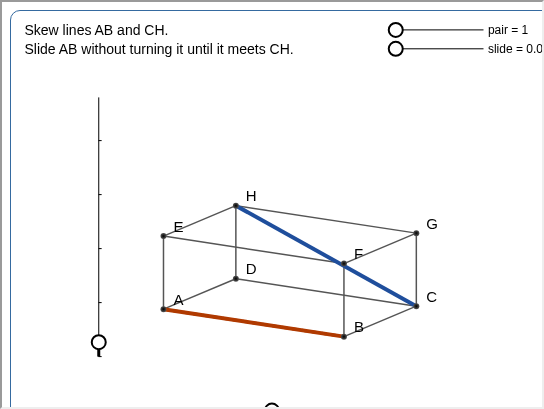 Skew lines AB and CH.
pair = 1
Slide AB without turning it until it meets CH.
slide = 0.0
H
E
G
F
D
A
C
B